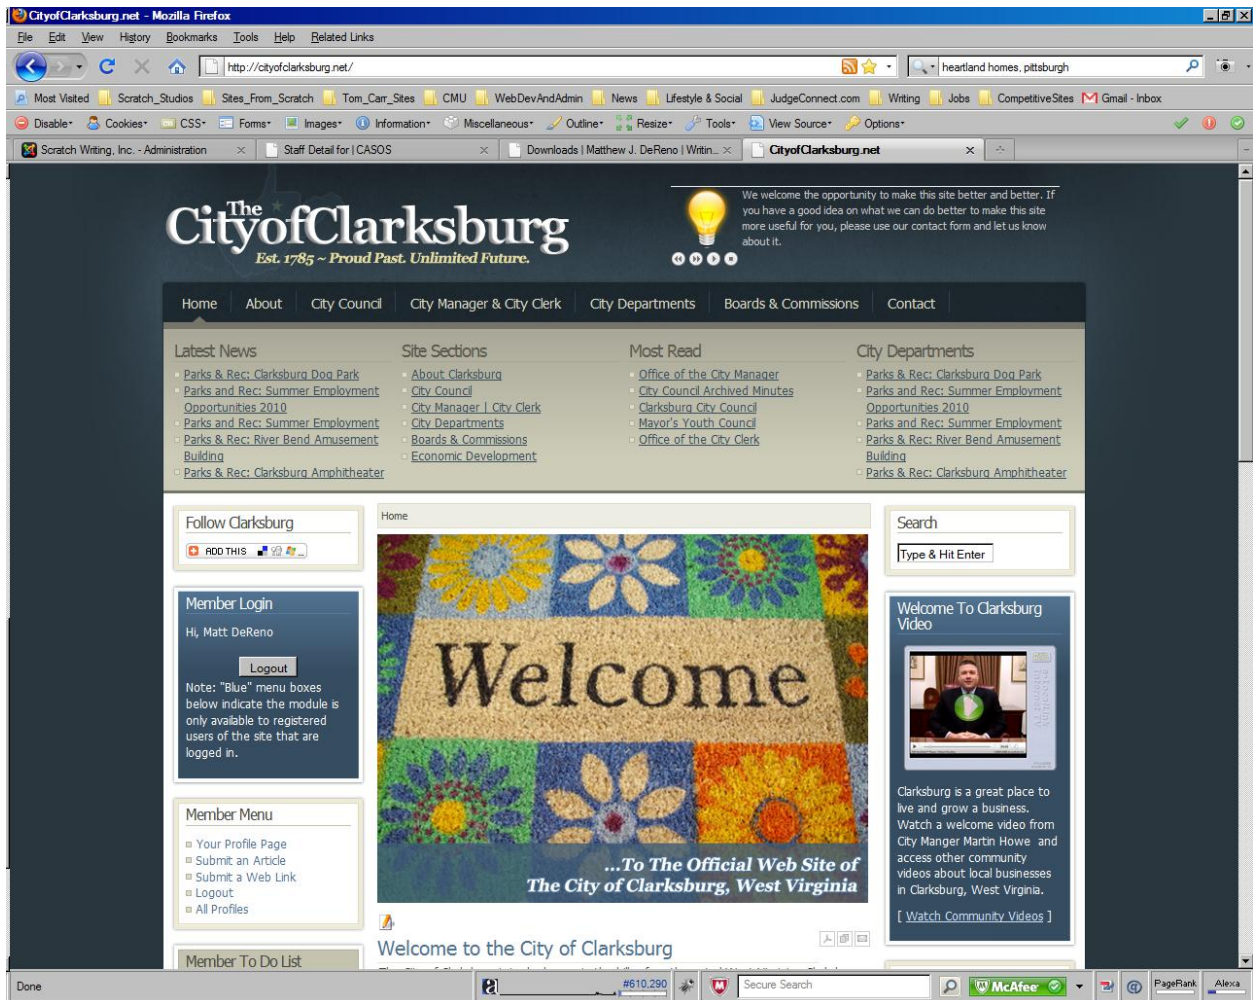 CityofClarksburg.net - Mozilla Firefox
File Edit View History Bookmarks Tools Help Related Links
http://cityofclarksburg.net/
heartland homes, pittsburgh
Most Visited Scratch_Studios Sites_From_Scratch Tom_Carr_Sites CMU WebDevAndAdmin News Lifestyle & Social JudgeConnect.com Writing Jobs CompetitiveSites Gmail - Inbox
Disable Cookies CSS Forms Images Information Miscellaneous Outline Resize Tools View Source Options
Scratch Writing, Inc. - Administration
Staff Detail for | CASOS
Downloads | Matthew J. DeReno | Writin...
CityofClarksburg.net
The
CityofClarksburg
Est. 1785 ~ Proud Past. Unlimited Future.
We welcome the opportunity to make this site better and better. If
you have a good idea on what we can do better to make this site
more useful for you, please use our contact form and let us know
about it.
Home About City Council City Manager & City Clerk City Departments Boards & Commissions Contact
Latest News
Parks & Rec: Clarksburg Dog Park
Parks and Rec: Summer Employment
Opportunities 2010
Parks and Rec: Summer Employment
Parks & Rec: River Bend Amusement
Building
Parks & Rec: Clarksburg Amphitheater
Site Sections
About Clarksburg
City Council
City Manager | City Clerk
City Departments
Boards & Commissions
Economic Development
Most Read
Office of the City Manager
City Council Archived Minutes
Clarksburg City Council
Mayor's Youth Council
Office of the City Clerk
City Departments
Parks & Rec: Clarksburg Dog Park
Parks and Rec: Summer Employment
Opportunities 2010
Parks and Rec: Summer Employment
Parks & Rec: River Bend Amusement
Building
Parks & Rec: Clarksburg Amphitheater
Follow Clarksburg
ADD THIS
Member Login
Hi, Matt DeReno
Logout
Note: "Blue" menu boxes
below indicate the module is
only available to registered
users of the site that are
logged in.
Member Menu
Your Profile Page
Submit an Article
Submit a Web Link
Logout
All Profiles
Member To Do List
Home
Welcome
...To The Official Web Site of
The City of Clarksburg, West Virginia
Welcome to the City of Clarksburg
Search
Type & Hit Enter
Welcome To Clarksburg
Video
Clarksburg is a great place to
live and grow a business.
Watch a welcome video from
City Manger Martin Howe and
access other community
videos about local businesses
in Clarksburg, West Virginia.
[ Watch Community Videos ]
Done
#610,290
Secure Search
McAfee
PageRank
Alexa